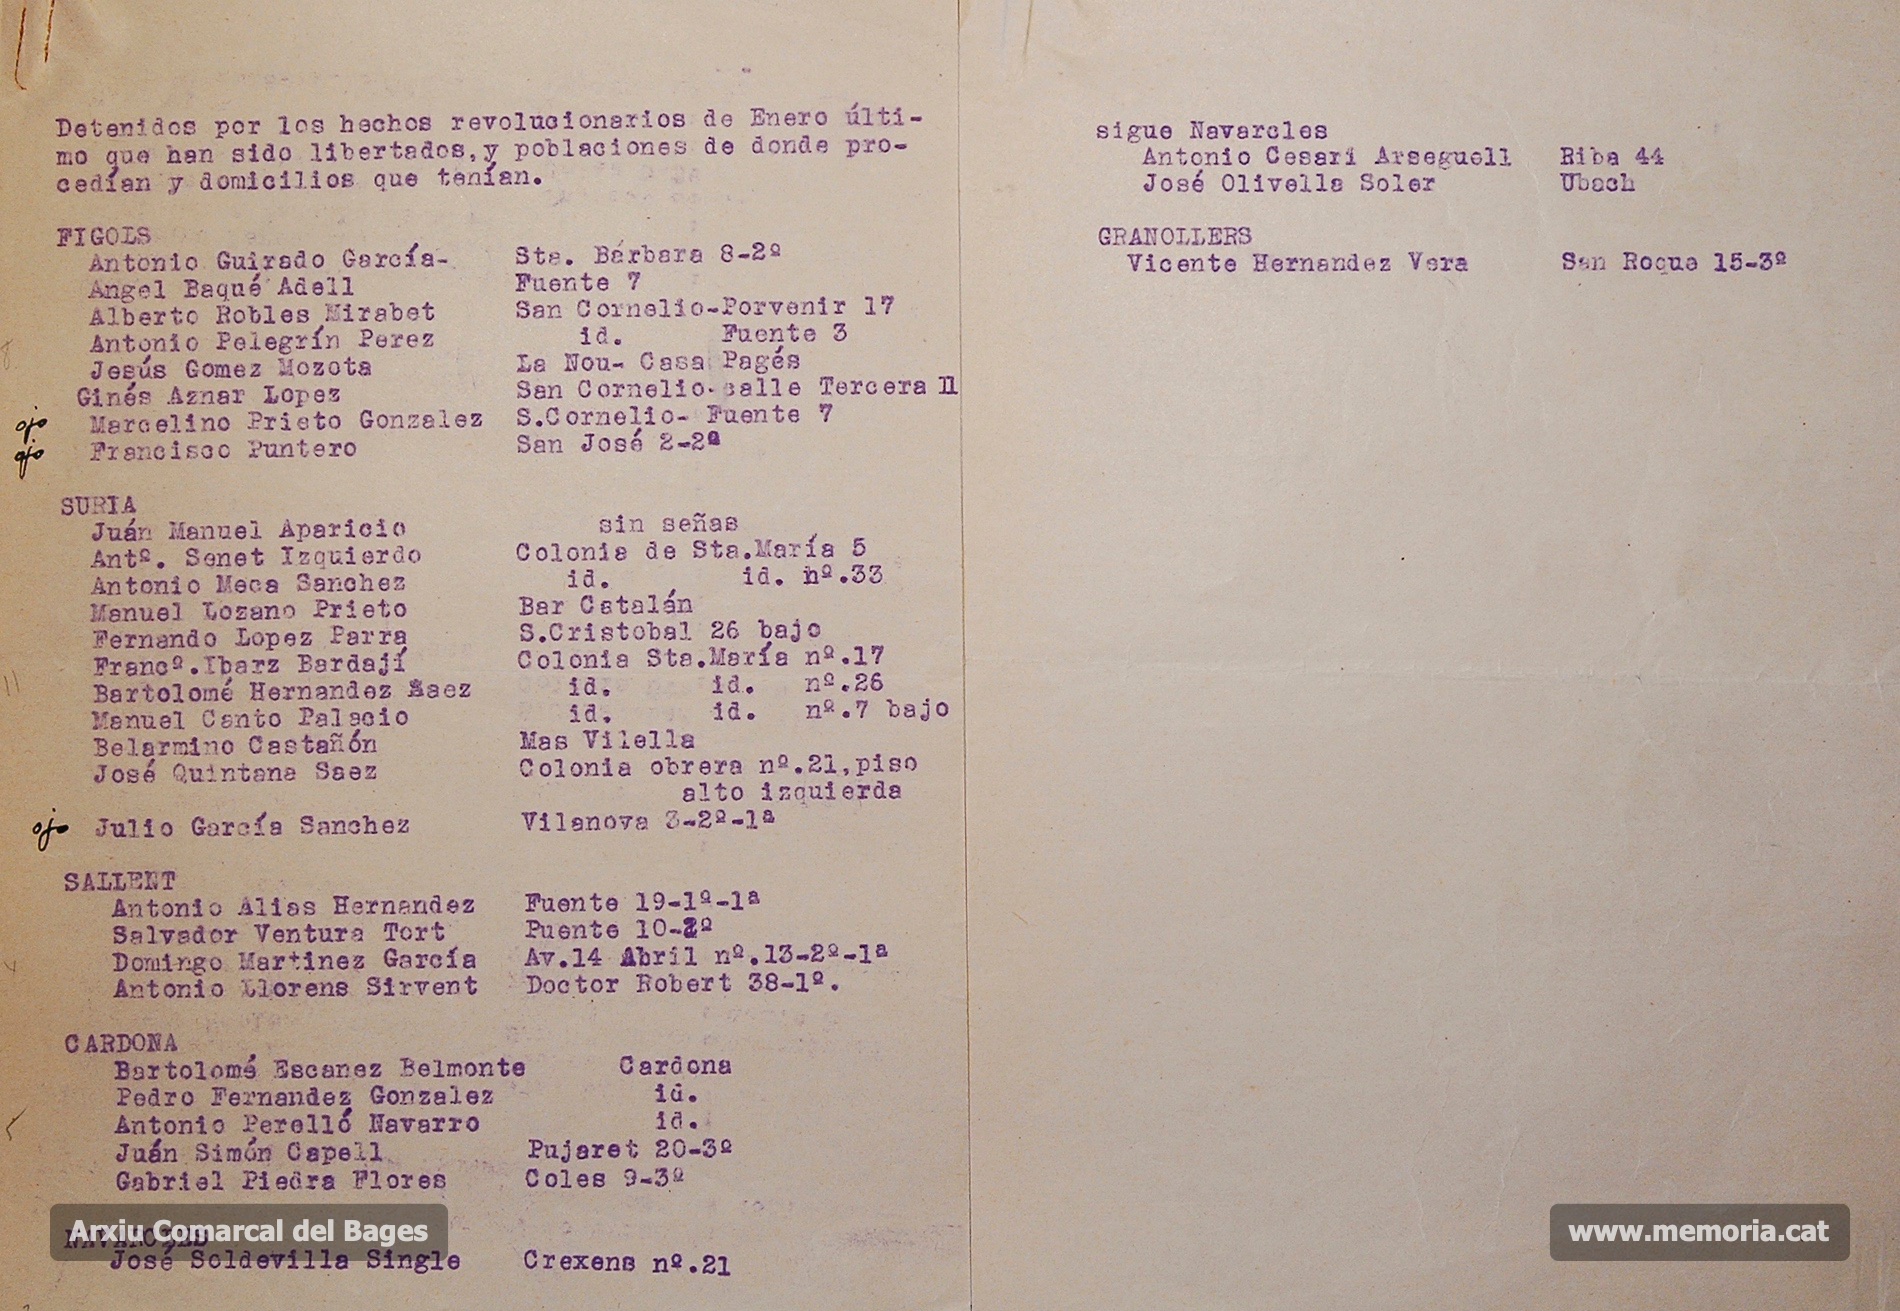 Detenidos por los hechos revolucionarios de Enero últi-
mo que han sido libertados,y poblaciones de donde pro-
cedían y domicilios que tenían.
FIGOLS
Antonio Guirado García- Sta. Bárbara 8-2º
Angel Baqué Adell Fuente 7
Alberto Robles Mirabet San Cornelio-Porvenir 17
Antonio Pelegrín Perez id. Fuente 3
Jesús Gomez Mozota La Nou- Casa Pagés
Ginés Aznar Lopez San Cornelio-calle Tercera 11
ojo Marcelino Prieto Gonzalez S.Cornelio- Fuente 7
ojo Francisco Puntero San José 2-2ª
SURIA
Juán Manuel Aparicio sin señas
Antº. Senet Izquierdo Colonia de Sta.María 5
Antonio Meca Sanchez id. id. nº.33
Manuel Lozano Prieto Bar Catalán
Fernando Lopez Parra S.Cristobal 26 bajo
Francº.Ibarz Bardají Colonia Sta.María nº.17
Bartolomé Hernandez Saez id. id. nº.26
Manuel Canto Palacio id. id. nº.7 bajo
Belarmino Castañón Mas Vilella
José Quintana Saez Colonia obrera nº.21,piso
alto izquierda
ojo Julio García Sanchez Vilanova 3-2º-1ª
SALLENT
Antonio Alias Hernandez Fuente 19-1º-1ª
Salvador Ventura Tort Puente 10-2º
Domingo Martinez García Av.14 Abril nº.13-2º-1ª
Antonio Llorens Sirvent Doctor Robert 38-1º.
CARDONA
Bartolomé Escanez Belmonte Cardona
Pedro Fernandez Gonzalez id.
Antonio Perelló Navarro id.
Juán Simón Capell Pujaret 20-3º
Gabriel Piedra Flores Coles 9-3º
NAVARCLES
José Soldevilla Single Crexens nº.21
sigue Navarcles
Antonio Cesari Arseguell Riba 44
José Olivella Soler Ubach
GRANOLLERS
Vicente Hernandez Vera San Roque 15-3º
Arxiu Comarcal del Bages
www.memoria.cat